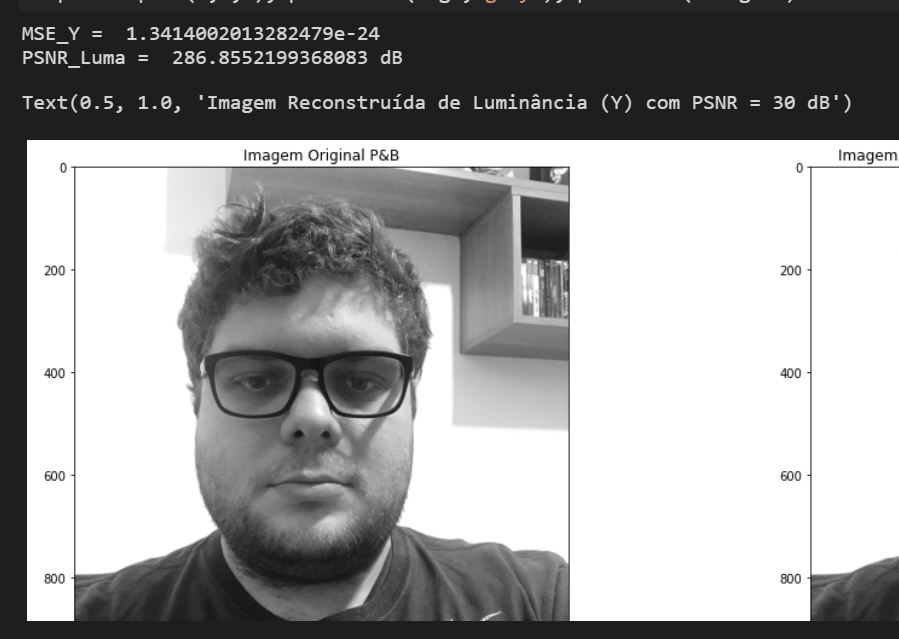 MSE_Y =  1.3414002013282479e-24
PSNR_Luma =  286.8552199368083 dB
Text(0.5, 1.0, 'Imagem Reconstruída de Luminância (Y) com PSNR = 30 dB')
Imagem Original P&B
Imagem
0
200
400
600
800
0
200
400
600
800